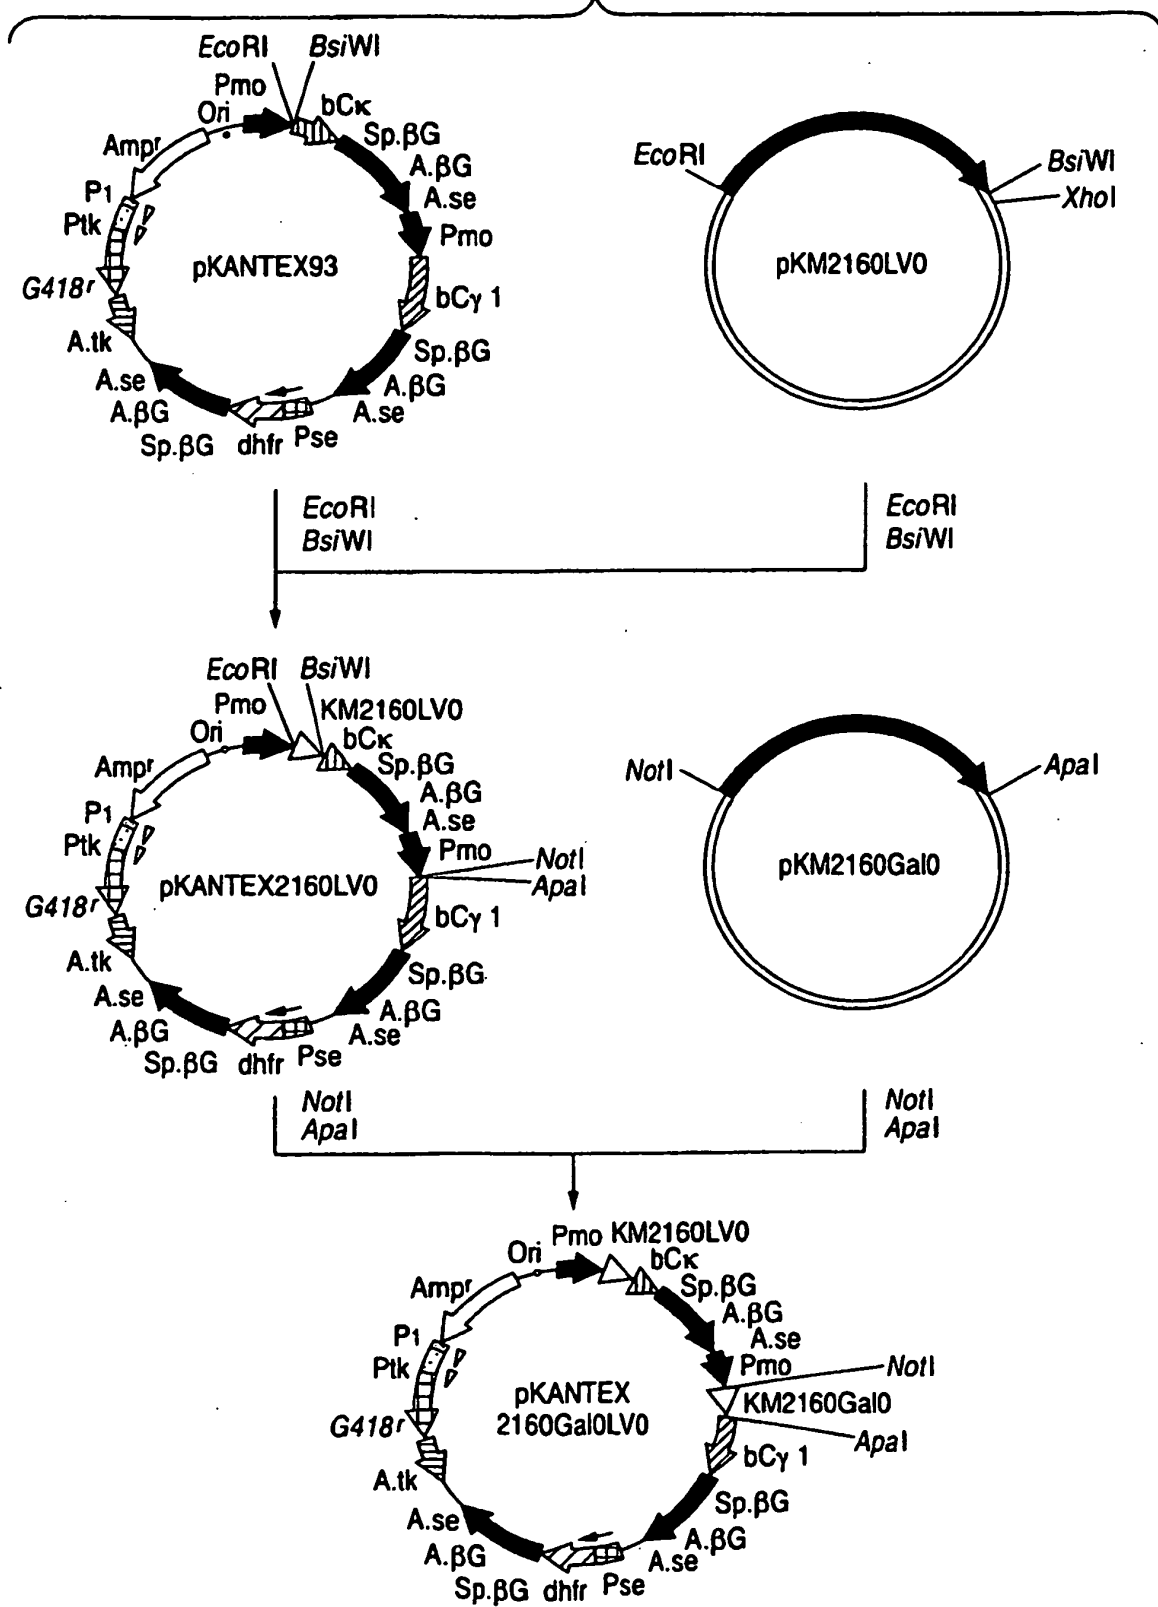 EcoRI BsiWI
Pmo
Ori
bCκ
Ampr
Sp.βG
A.βG
P1
A.se
Ptk
Pmo
pKANTEX93
G418r
bCγ 1
A.tk
Sp.βG
A.se
A.βG
A.βG
A.se
Sp.βG dhfr Pse
EcoRI
BsiWI
XhoI
pKM2160LV0
EcoRI
BsiWI
EcoRI
BsiWI
EcoRI BsiWI
Pmo
KM2160LV0
Ori
bCκ
Ampr
Sp.βG
A.βG
P1
A.se
Ptk
Pmo
NotI
ApaI
pKANTEX2160LV0
G418r
bCγ 1
A.tk
Sp.βG
A.se
A.βG
A.βG
A.se
Sp.βG dhfr Pse
NotI
ApaI
pKM2160Gal0
NotI
ApaI
NotI
ApaI
Pmo KM2160LV0
Ori
bCκ
Ampr
Sp.βG
A.βG
P1
A.se
Ptk
Pmo
NotI
pKANTEX
2160Gal0LV0
KM2160Gal0
G418r
ApaI
bCγ 1
A.tk
Sp.βG
A.se
A.βG
A.βG
A.se
Sp.βG dhfr Pse